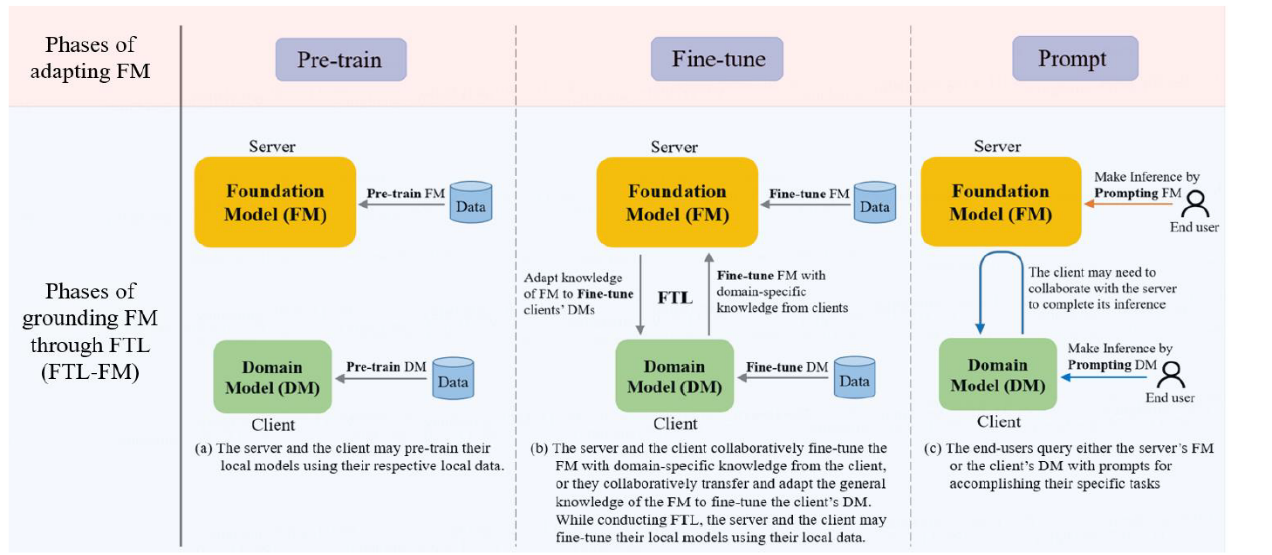 Phases of
adapting FM
Pre-train
Fine-tune
Prompt
Phases of
grounding FM
through FTL
(FTL-FM)
Server
Foundation
Model (FM)
Pre-train FM
Data
Domain
Model (DM)
Pre-train DM
Data
Client
(a) The server and the client may pre-train their
local models using their respective local data.
Server
Foundation
Model (FM)
Fine-tune FM
Data
Adapt knowledge
of FM to Fine-tune
clients' DMs
FTL
Fine-tune FM with
domain-specific
knowledge from clients
Domain
Model (DM)
Fine-tune DM
Data
Client
(b) The server and the client collaboratively fine-tune the
FM with domain-specific knowledge from the client,
or they collaboratively transfer and adapt the general
knowledge of the FM to fine-tune the client's DM.
While conducting FTL, the server and the client may
fine-tune their local models using their local data.
Server
Foundation
Model (FM)
Make Inference by
Prompting FM
End user
The client may need to
collaborate with the server
to complete its inference
Domain
Model (DM)
Make Inference by
Prompting DM
End user
Client
(c) The end-users query either the server's FM
or the client's DM with prompts for
accomplishing their specific tasks